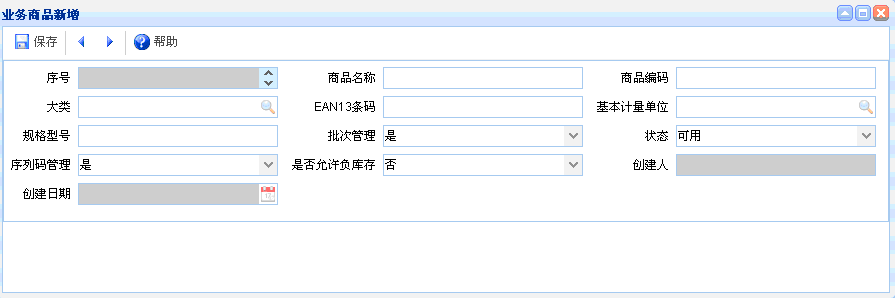 业务商品新增
保存 帮助
序号 商品名称 商品编码
大类 EAN13条码 基本计量单位
规格型号 批次管理 是 状态 可用
序列码管理 是 是否允许负库存 否 创建人
创建日期